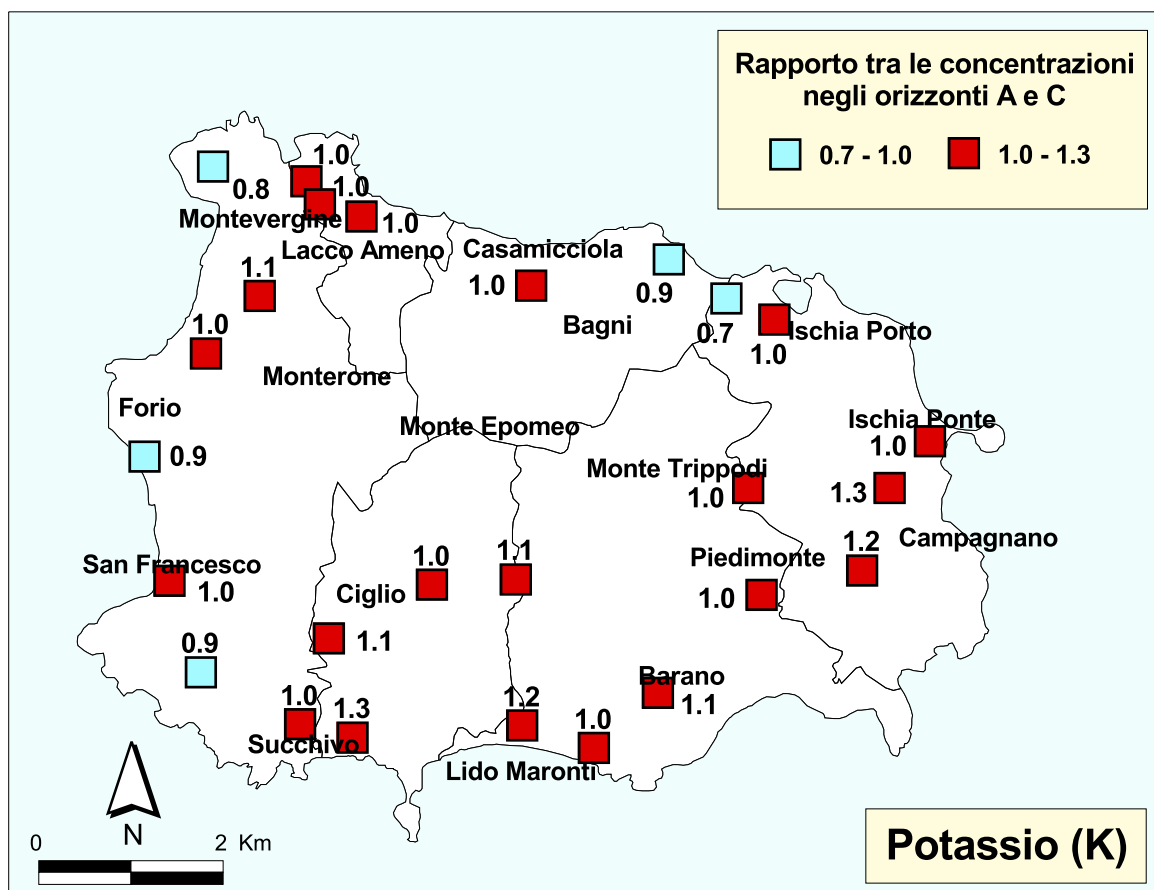 Rapporto tra le concentrazioni
negli orizzonti A e C
0.7 - 1.0
1.0 - 1.3
1.0
0.8
1.0
Montevergine
1.0
Lacco Ameno
Casamicciola
1.1
1.0
0.9
Bagni
0.7
Ischia Porto
1.0
1.0
Monterone
Forio
Monte Epomeo
Ischia Ponte
1.0
0.9
Monte Trippodi
1.0
1.3
Campagnano
1.2
San Francesco
1.0
1.0
1.1
Piedimonte
Ciglio
1.0
1.1
0.9
Barano
1.1
1.0
1.3
1.2
1.0
Succhivo
Lido Maronti
N
0
2 Km
Potassio (K)